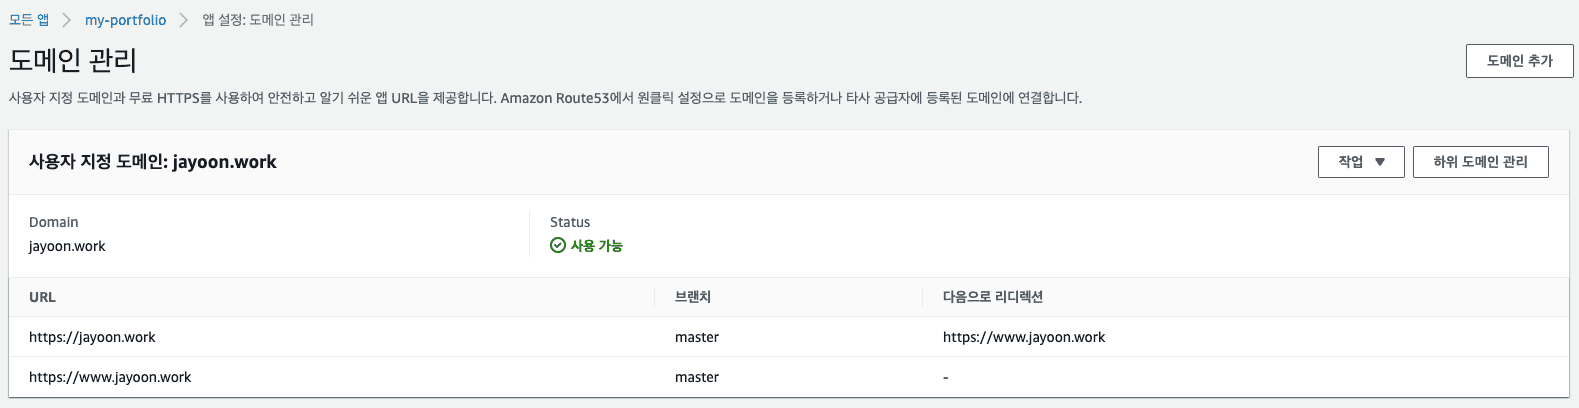 모든 앱 > my-portfolio > 앱 설정: 도메인 관리
도메인 관리
도메인 추가
사용자 지정 도메인과 무료 HTTPS를 사용하여 안전하고 알기 쉬운 앱 URL을 제공합니다. Amazon Route53에서 원클릭 설정으로 도메인을 등록하거나 타사 공급자에 등록된 도메인에 연결합니다.
사용자 지정 도메인: jayoon.work
작업 ▼ 하위 도메인 관리
Domain Status
jayoon.work 사용 가능
URL 브랜치 다음으로 리디렉션
https://jayoon.work master https://www.jayoon.work
https://www.jayoon.work master -